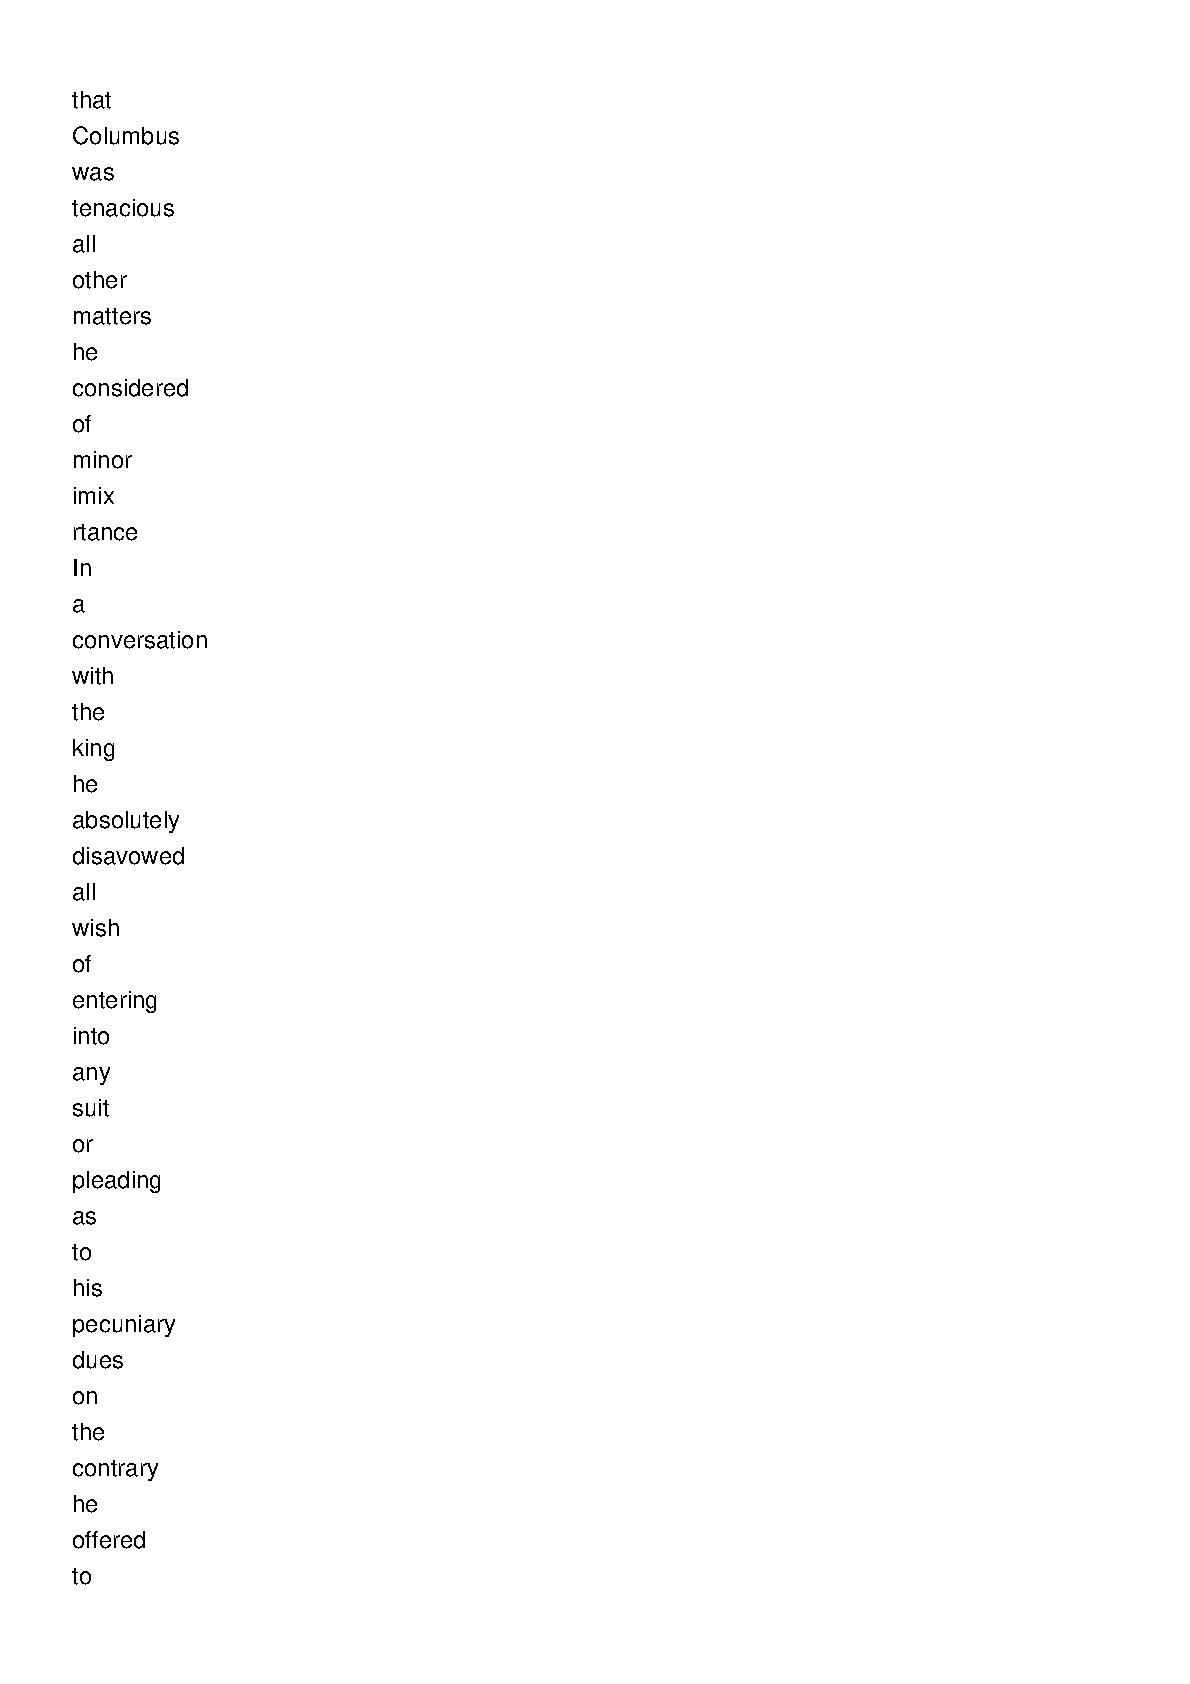 that
Columbus
was
tenacious
all
other
matters
he
considered
of
minor
imix
rtance
In
a
conversation
with
the
king
he
absolutely
disavowed
all
wish
of
entering
into
any
suit
or
pleading
as
to
his
pecuniary
dues
on
the
contrary
he
offered
to